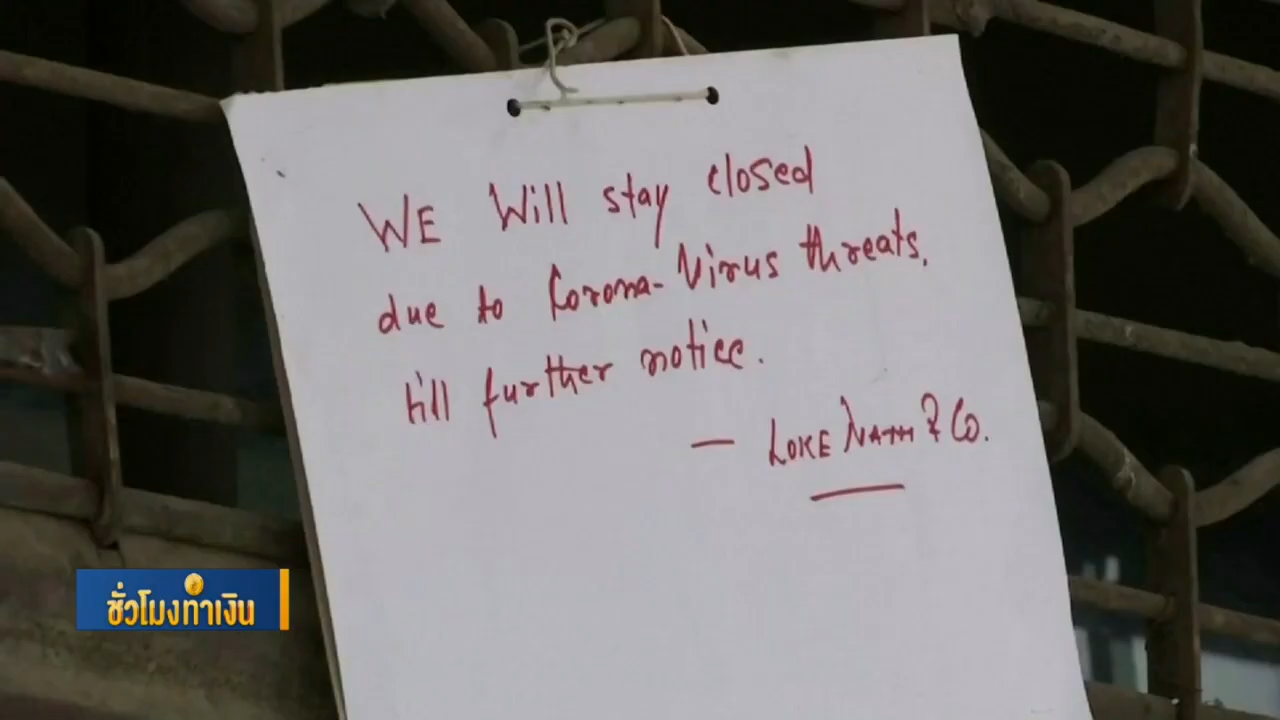 WE Will stay closed
due to Corona-Virus threats,
till further notice.
— LOKE NATH & CO.
ชั่วโมงทำเงิน